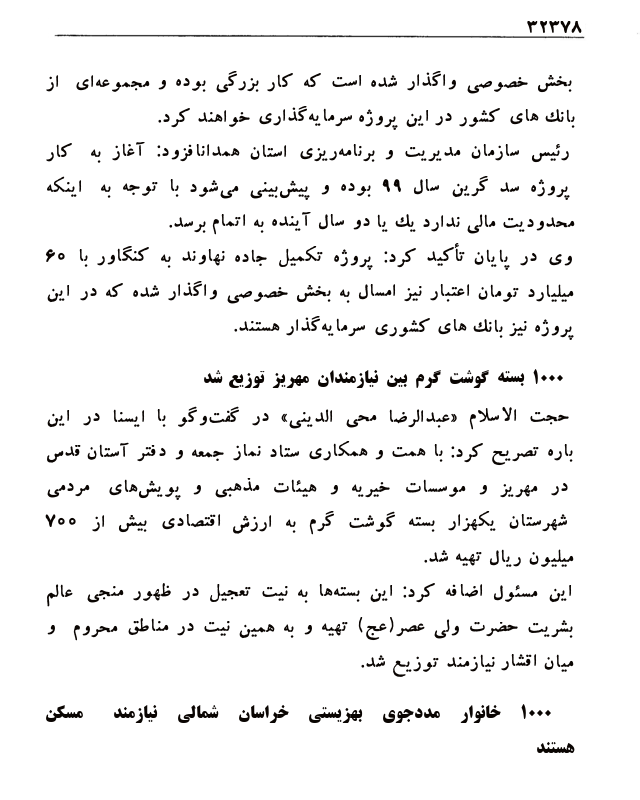 ۳۲۳۷۸
بخش خصوصی واگذار شده است که کار بزرگی بوده و مجموعه‌ای از
بانك های کشور در این پروژه سرمایه‌گذاری خواهند کرد.
رئیس سازمان مدیریت و برنامه‌ریزی استان همدانافزود: آغاز به کار
پروژه سد گرین سال ۹۹ بوده و پیش‌بینی می‌شود با توجه به اینکه
محدودیت مالی ندارد یك یا دو سال آینده به اتمام برسد.
وی در پایان تأکید کرد: پروژه تکمیل جاده نهاوند به کنگاور با ۶۰
میلیارد تومان اعتبار نیز امسال به بخش خصوصی واگذار شده که در این
پروژه نیز بانك های کشوری سرمایه‌گذار هستند.
۱۰۰۰ بسته گوشت گرم بین نیازمندان مهریز توزیع شد
حجت الاسلام «عبدالرضا محی الدینی» در گفت‌وگو با ایسنا در این
باره تصریح کرد: با همت و همکاری ستاد نماز جمعه و دفتر آستان قدس
در مهریز و موسسات خیریه و هیئات مذهبی و پویش‌های مردمی
شهرستان یکهزار بسته گوشت گرم به ارزش اقتصادی بیش از ۷۰۰
میلیون ریال تهیه شد.
این مسئول اضافه کرد: این بسته‌ها به نیت تعجیل در ظهور منجی عالم
بشریت حضرت ولی عصر(عج) تهیه و به همین نیت در مناطق محروم و
میان اقشار نیازمند توزیع شد.
۱۰۰۰ خانوار مددجوی بهزیستی خراسان شمالی نیازمند مسکن
هستند